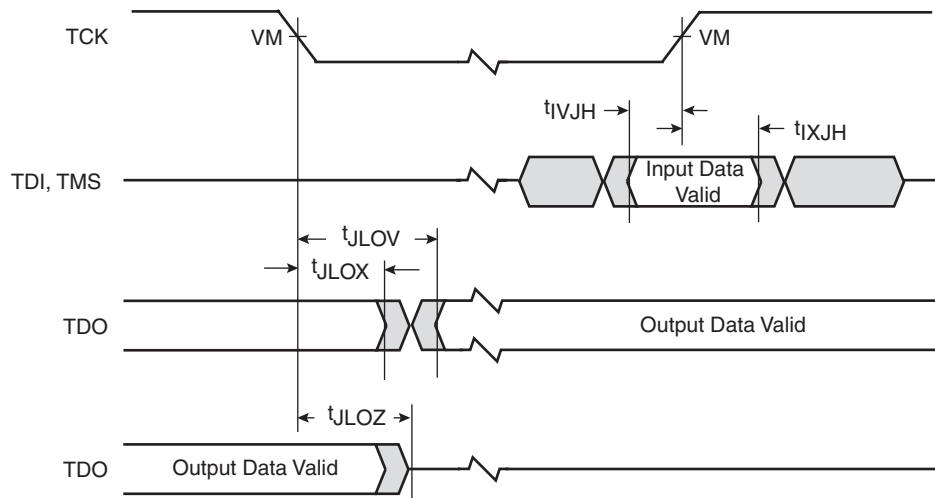 TCK
VM
VM
tIVJH
tIXJH
TDI, TMS
Input Data
Valid
tJLOV
tJLOX
TDO
Output Data Valid
tJLOZ
TDO
Output Data Valid